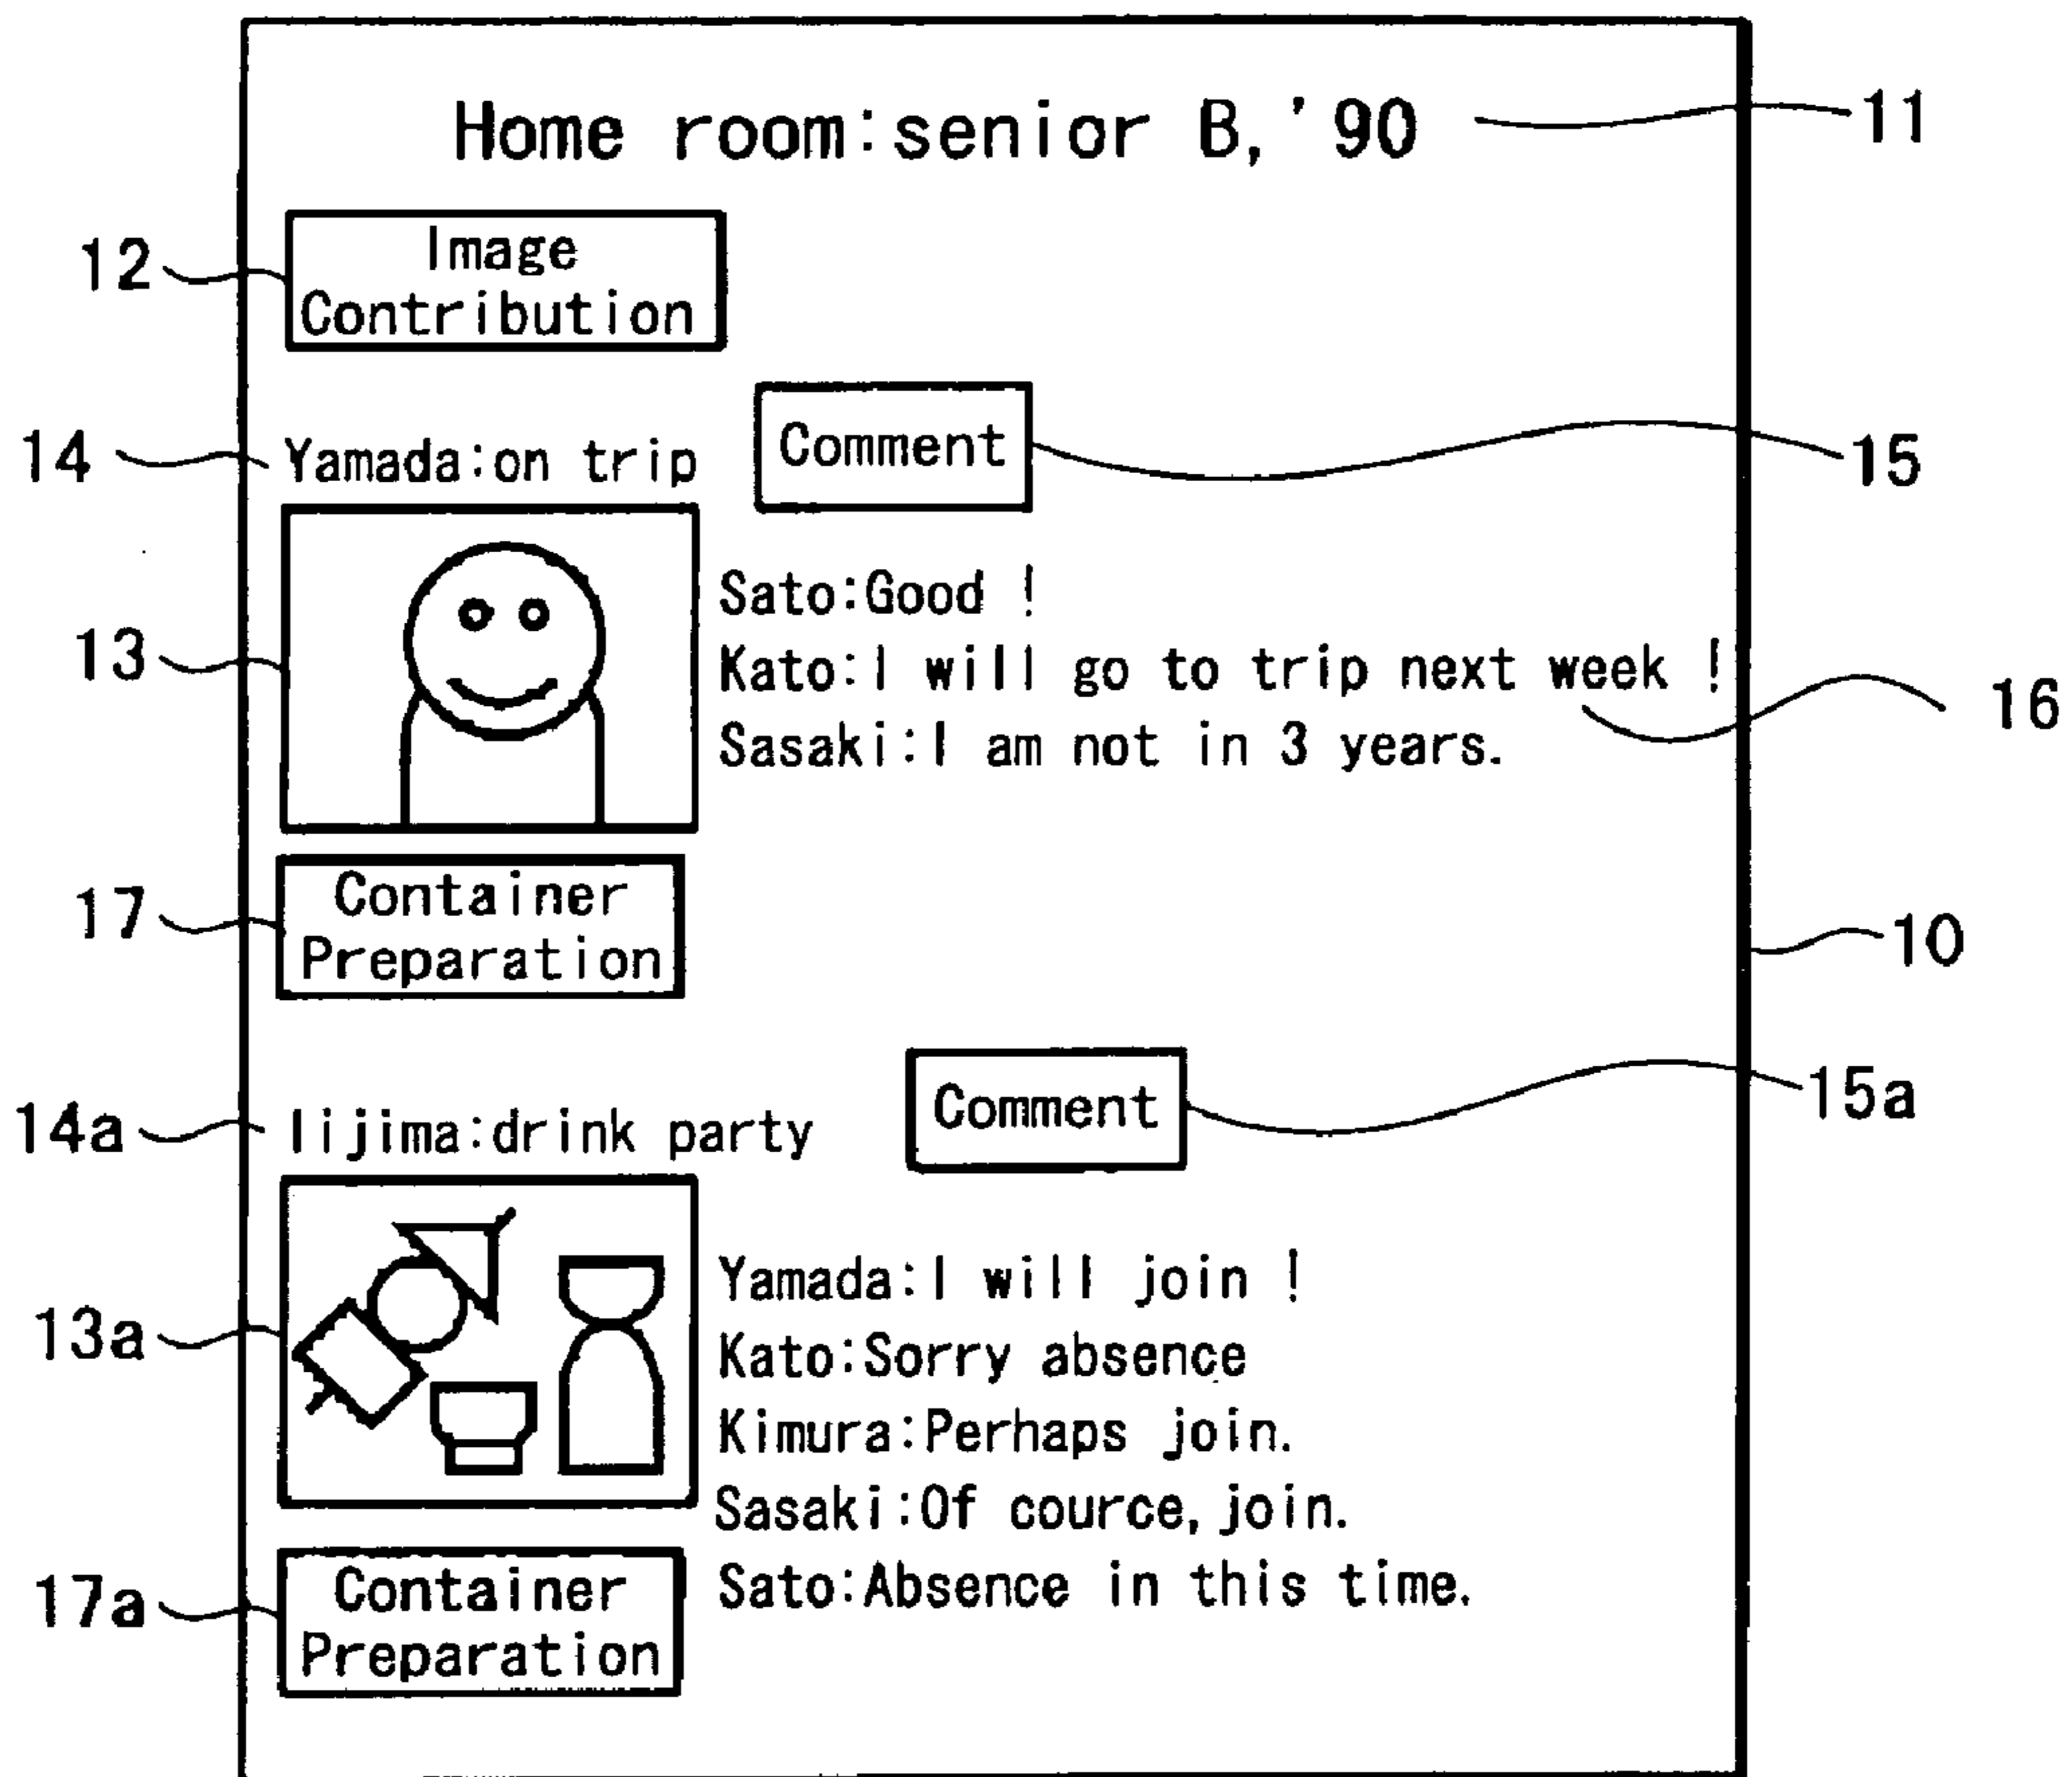 Home room:senior B, '90
11
12
Image
Contribution
Comment
15
14
Yamada:on trip
13
Sato:Good !
Kato:I will go to trip next week !
Sasaki:I am not in 3 years.
16
17
Container
Preparation
10
Comment
15a
14a
Iijima:drink party
13a
Yamada:I will join !
Kato:Sorry absence
Kimura:Perhaps join.
Sasaki:Of cource, join.
Sato:Absence in this time.
17a
Container
Preparation